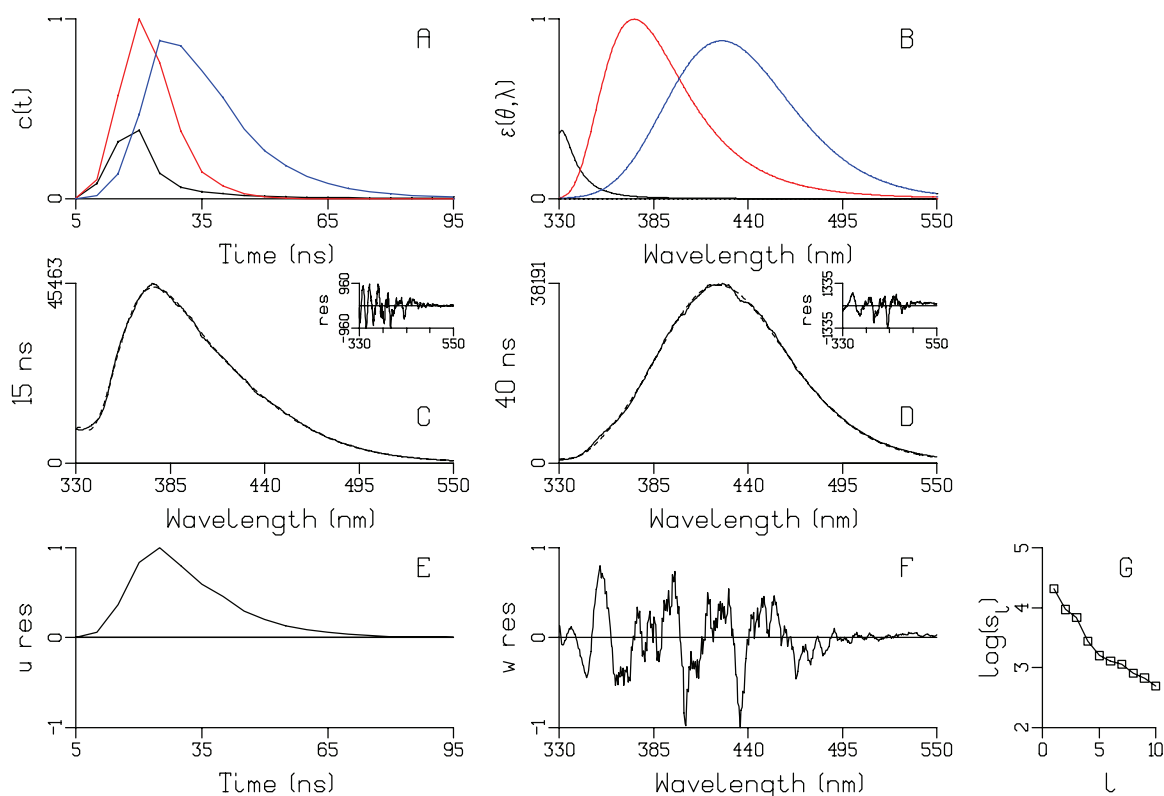 A
c(t)
1
0
5 35 65 95
Time (ns)
B
ε(θ,λ)
1
0
330 385 440 495 550
Wavelength (nm)
C
15 ns
45463
0
330 385 440 495 550
Wavelength (nm)
res
960
-960
330 550
D
40 ns
38191
0
330 385 440 495 550
Wavelength (nm)
res
1335
-1335
330 550
E
u res
1
0
-1
5 35 65 95
Time (ns)
F
w res
1
0
-1
330 385 440 495 550
Wavelength (nm)
G
log(sl)
5
4
3
2
0 5 10
l